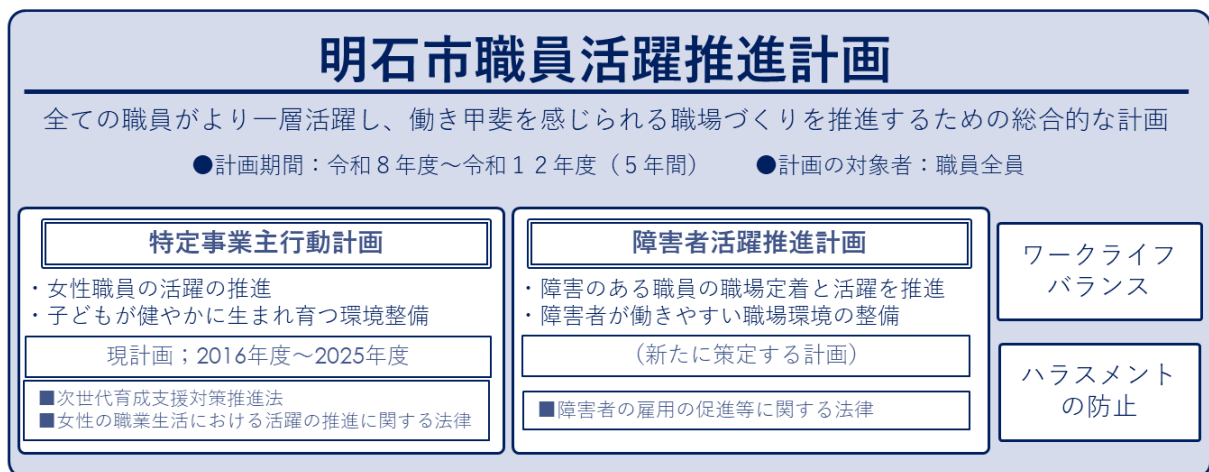 明石市職員活躍推進計画
全ての職員がより一層活躍し、働き甲斐を感じられる職場づくりを推進するための総合的な計画
●計画期間：令和８年度～令和１２年度（５年間）　●計画の対象者：職員全員
特定事業主行動計画
・女性職員の活躍の推進
・子どもが健やかに生まれ育つ環境整備
現計画；2016年度～2025年度
■次世代育成支援対策推進法
■女性の職業生活における活躍の推進に関する法律
障害者活躍推進計画
・障害のある職員の職場定着と活躍を推進
・障害者が働きやすい職場環境の整備
（新たに策定する計画）
■障害者の雇用の促進等に関する法律
ワークライフ
バランス
ハラスメント
の防止